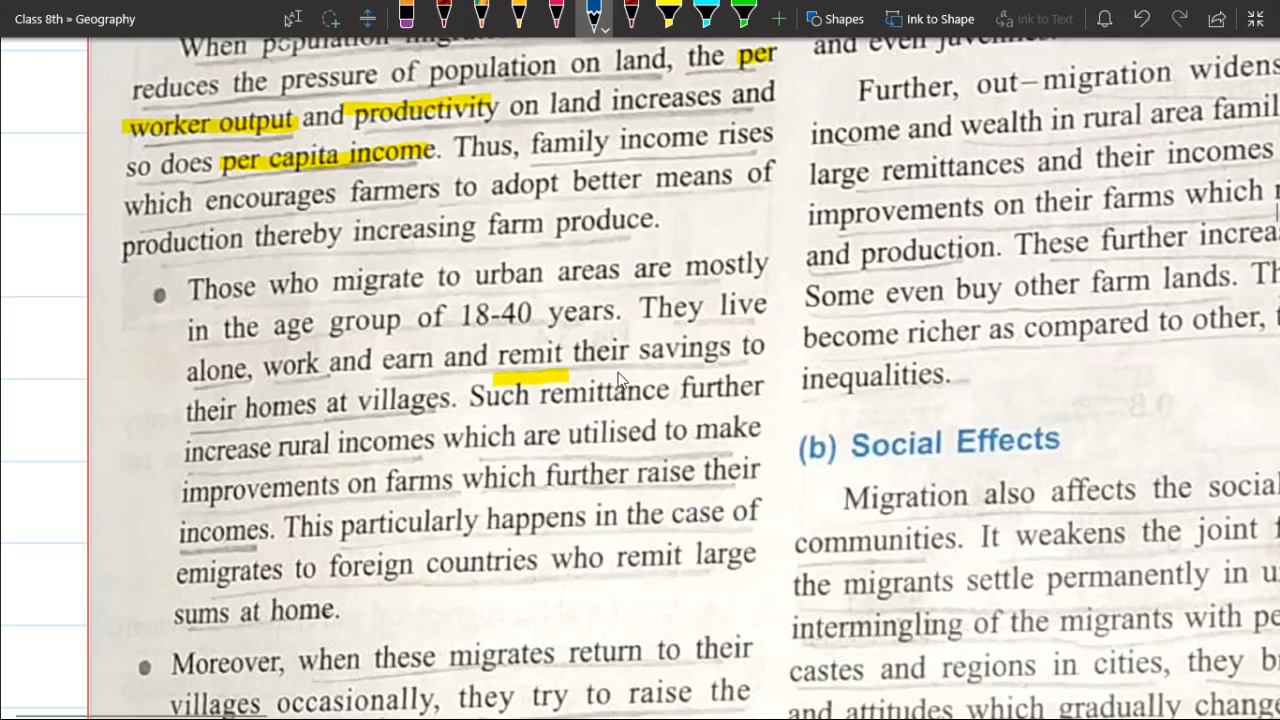 Class 8th » Geography
Shapes
Ink to Shape
Ink to Text
When population
reduces the pressure of population on land, the per
worker output and productivity on land increases and
so does per capita income. Thus, family income rises
which encourages farmers to adopt better means of
production thereby increasing farm produce.
Those who migrate to urban areas are mostly
in the age group of 18-40 years. They live
alone, work and earn and remit their savings to
their homes at villages. Such remittance further
increase rural incomes which are utilised to make
improvements on farms which further raise their
incomes. This particularly happens in the case of
emigrates to foreign countries who remit large
sums at home.
Moreover, when these migrates return to their
villages occasionally, they try to raise the
and even
Further, out-migration widens
income and wealth in rural area
large remittances and their incomes
improvements on their farms which
and production. These further
Some even buy other farm lands.
become richer as compared to other,
inequalities.
(b) Social Effects
Migration also affects the social
communities. It weakens the joint
the migrants settle permanently in
intermingling of the migrants with
castes and regions in cities, they
and attitudes which gradually